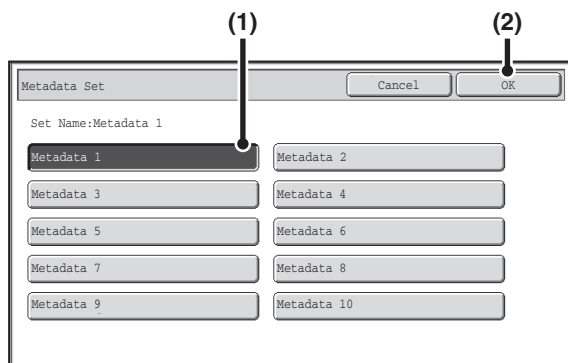 (1) (2)
Metadata Set Cancel OK
Set Name:Metadata 1
Metadata 1 Metadata 2
Metadata 3 Metadata 4
Metadata 5 Metadata 6
Metadata 7 Metadata 8
Metadata 9 Metadata 10